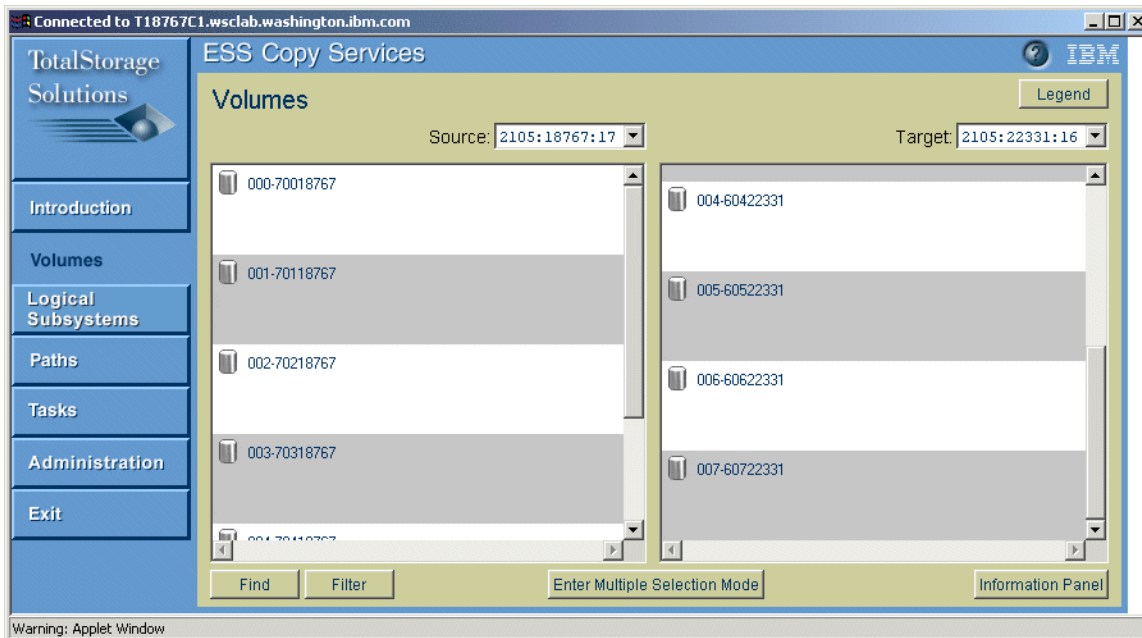 Connected to T18767C1.wsclab.washington.ibm.com
TotalStorage
Solutions
ESS Copy Services
? IBM
Volumes
Legend
Source: 2105:18767:17
Target: 2105:22331:16
Introduction
Volumes
Logical
Subsystems
Paths
Tasks
Administration
Exit
000-70018767
001-70118767
002-70218767
003-70318767
004-60422331
005-60522331
006-60622331
007-60722331
Find
Filter
Enter Multiple Selection Mode
Information Panel
Warning: Applet Window